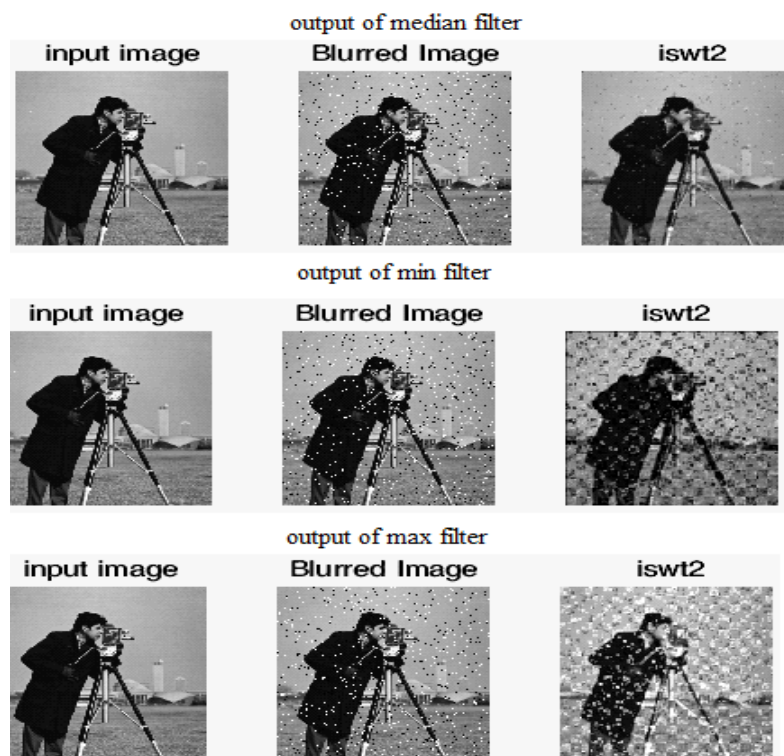 output of median filter
input image Blurred Image iswt2
output of min filter
input image Blurred Image iswt2
output of max filter
input image Blurred Image iswt2